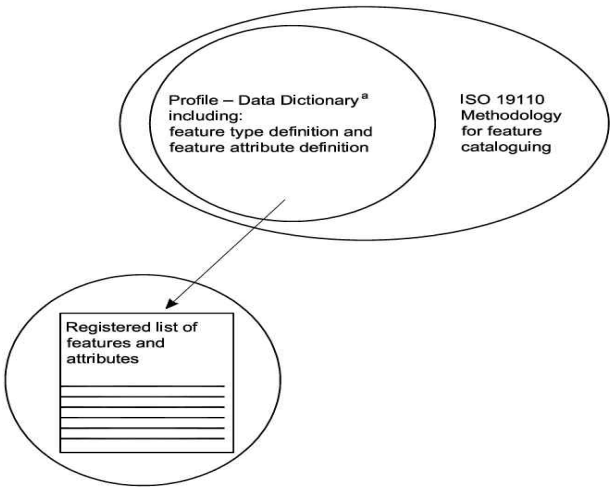 Profile – Data Dictionary ª
including:
feature type definition and
feature attribute definition
ISO 19110
Methodology
for feature
cataloguing
Registered list of
features and
attributes